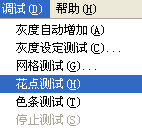 调试(D) 帮助(H)
灰度自动增加(A)
灰度设定测试(C)...
网格测试(G)...
花点测试(H)
色条测试(T)
停止测试(S)